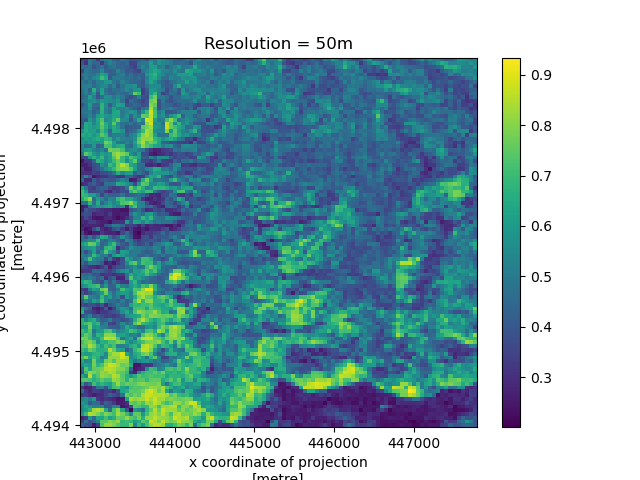 Resolution = 50m
1e6
4.498
4.497
4.496
4.495
4.494
y coordinate of projection
[metre]
443000 444000 445000 446000 447000
x coordinate of projection
[metre]
0.9
0.8
0.7
0.6
0.5
0.4
0.3